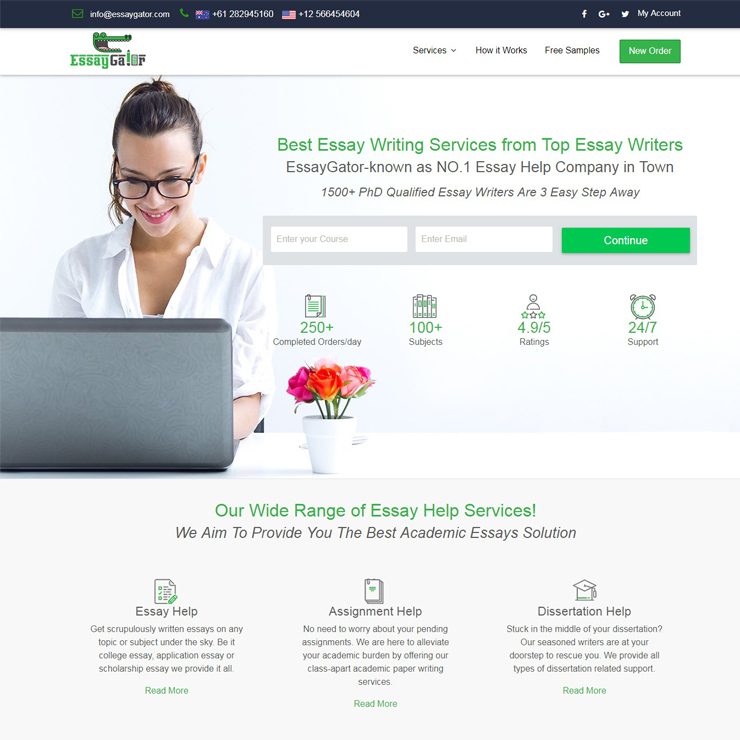 info@essaygator.com +61 282945160 +12 566454604 My Account
EssayGator
Services How it Works Free Samples New Order
Best Essay Writing Services from Top Essay Writers
EssayGator-known as NO.1 Essay Help Company in Town
1500+ PhD Qualified Essay Writers Are 3 Easy Step Away
Enter your Course Enter Email Continue
250+ 100+ 4.9/5 24/7
Completed Orders/day Subjects Ratings Support
Our Wide Range of Essay Help Services!
We Aim To Provide You The Best Academic Essays Solution
Essay Help
Get scrupulously written essays on any
topic or subject under the sky. Be it
college essay, application essay or
scholarship essay we provide it all.
Read More
Assignment Help
No need to worry about your pending
assignments. We are here to alleviate
your academic burden by offering our
class-apart academic paper writing
services.
Read More
Dissertation Help
Stuck in the middle of your dissertation?
Our seasoned writers are at your
doorstep to rescue you. We provide all
types of dissertation related support.
Read More